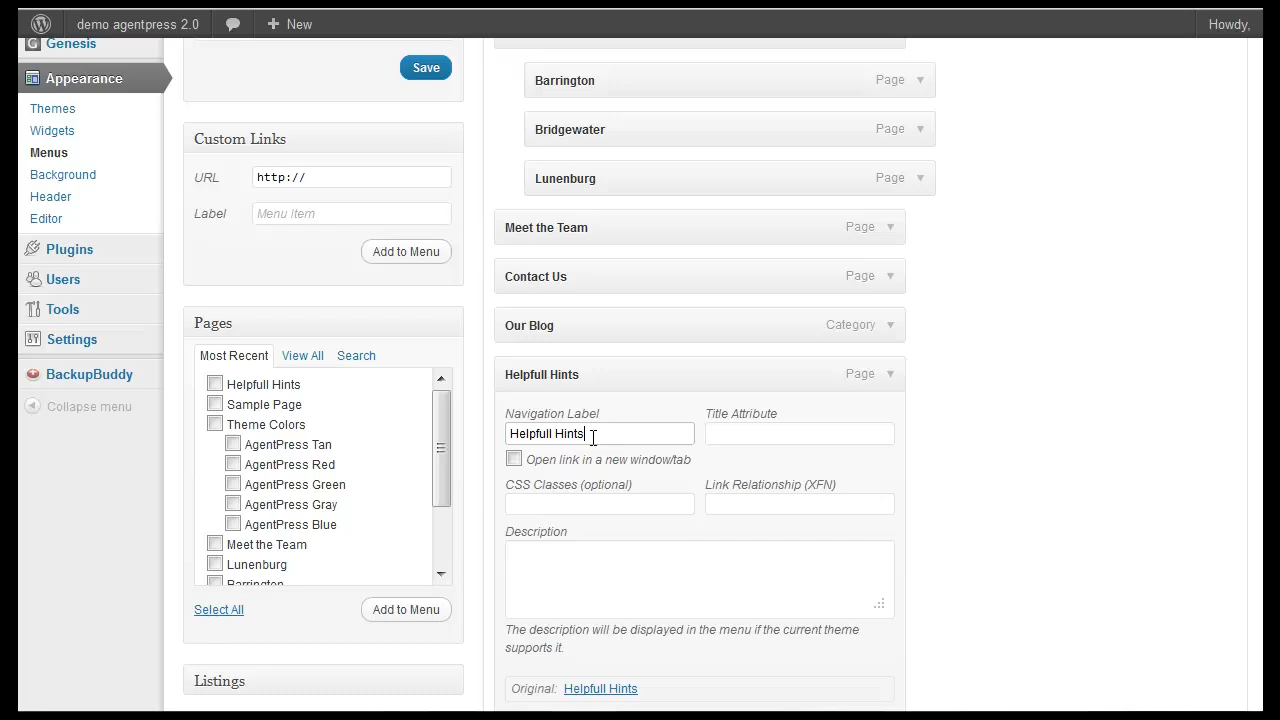 demo agentpress 2.0
New
Howdy,
Genesis
Appearance
Themes
Widgets
Menus
Background
Header
Editor
Plugins
Users
Tools
Settings
BackupBuddy
Collapse menu
Save
Custom Links
URL
http://
Label
Menu Item
Add to Menu
Pages
Most Recent
View All
Search
Helpfull Hints
Sample Page
Theme Colors
AgentPress Tan
AgentPress Red
AgentPress Green
AgentPress Gray
AgentPress Blue
Meet the Team
Lunenburg
Barrington
Select All
Add to Menu
Listings
Barrington Page
Bridgewater Page
Lunenburg Page
Meet the Team Page
Contact Us Page
Our Blog Category
Helpfull Hints Page
Navigation Label Title Attribute
Helpfull Hints
Open link in a new window/tab
CSS Classes (optional) Link Relationship (XFN)
Description
The description will be displayed in the menu if the current theme
supports it.
Original: Helpfull Hints